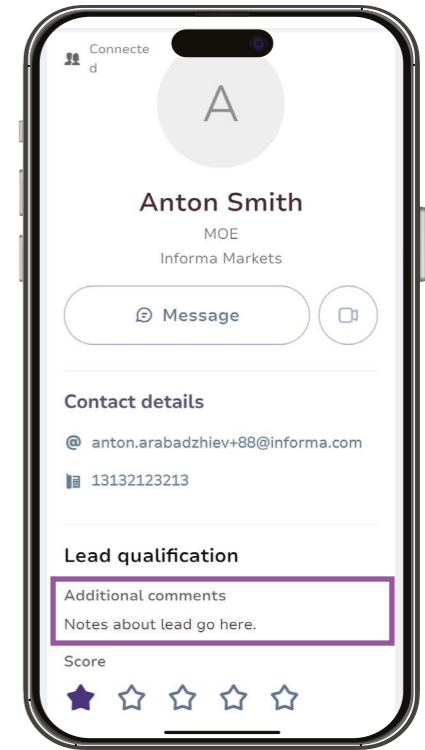 Connecte
d
A
Anton Smith
MOE
Informa Markets
Message
Contact details
@ anton.arabadzhiev+88@informa.com
13132123213
Lead qualification
Additional comments
Notes about lead go here.
Score